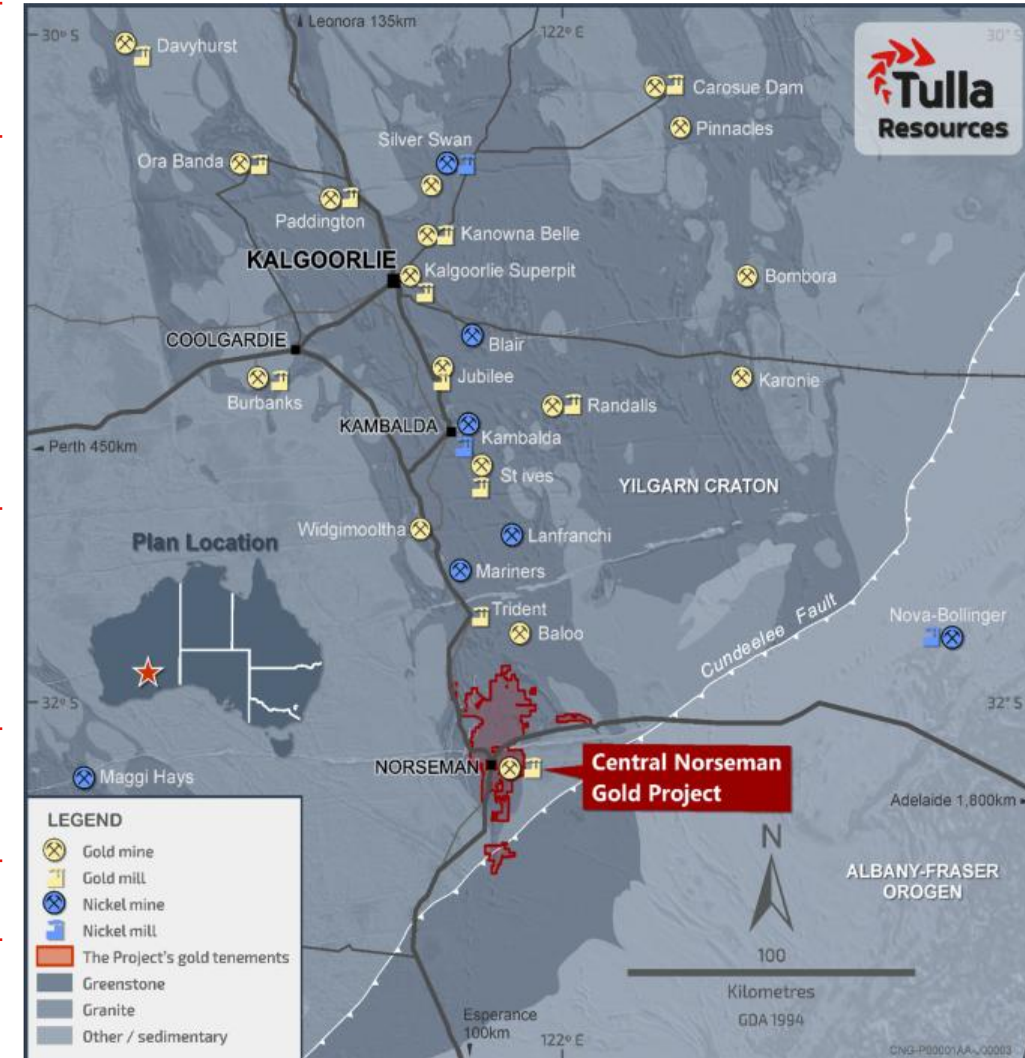 Leonora 135km
30° S
122° E
30° S
Davyhurst
Tulla
Resources
Carosue Dam
Pinnacles
Silver Swan
Ora Banda
Paddington
Kanowna Belle
KALGOORLIE
Kalgoorlie Superpit
Bombora
COOLGARDIE
Blair
Jubilee
Karonie
Burbanks
Randalls
KAMBALDA
Kambalda
Perth 450km
St ives
YILGARN CRATON
Widgimooltha
Lanfranchi
Plan Location
Mariners
Trident
Baloo
Cundeelee Fault
Nova-Bollinger
32° S
32° S
NORSEMAN
Central Norseman
Gold Project
Maggi Hays
Adelaide 1,800km
LEGEND
Gold mine
Gold mill
Nickel mine
Nickel mill
The Project's gold tenements
Greenstone
Granite
Other / sedimentary
N
ALBANY-FRASER
OROGEN
100
Kilometres
GDA 1994
Esperance
100km
122° E